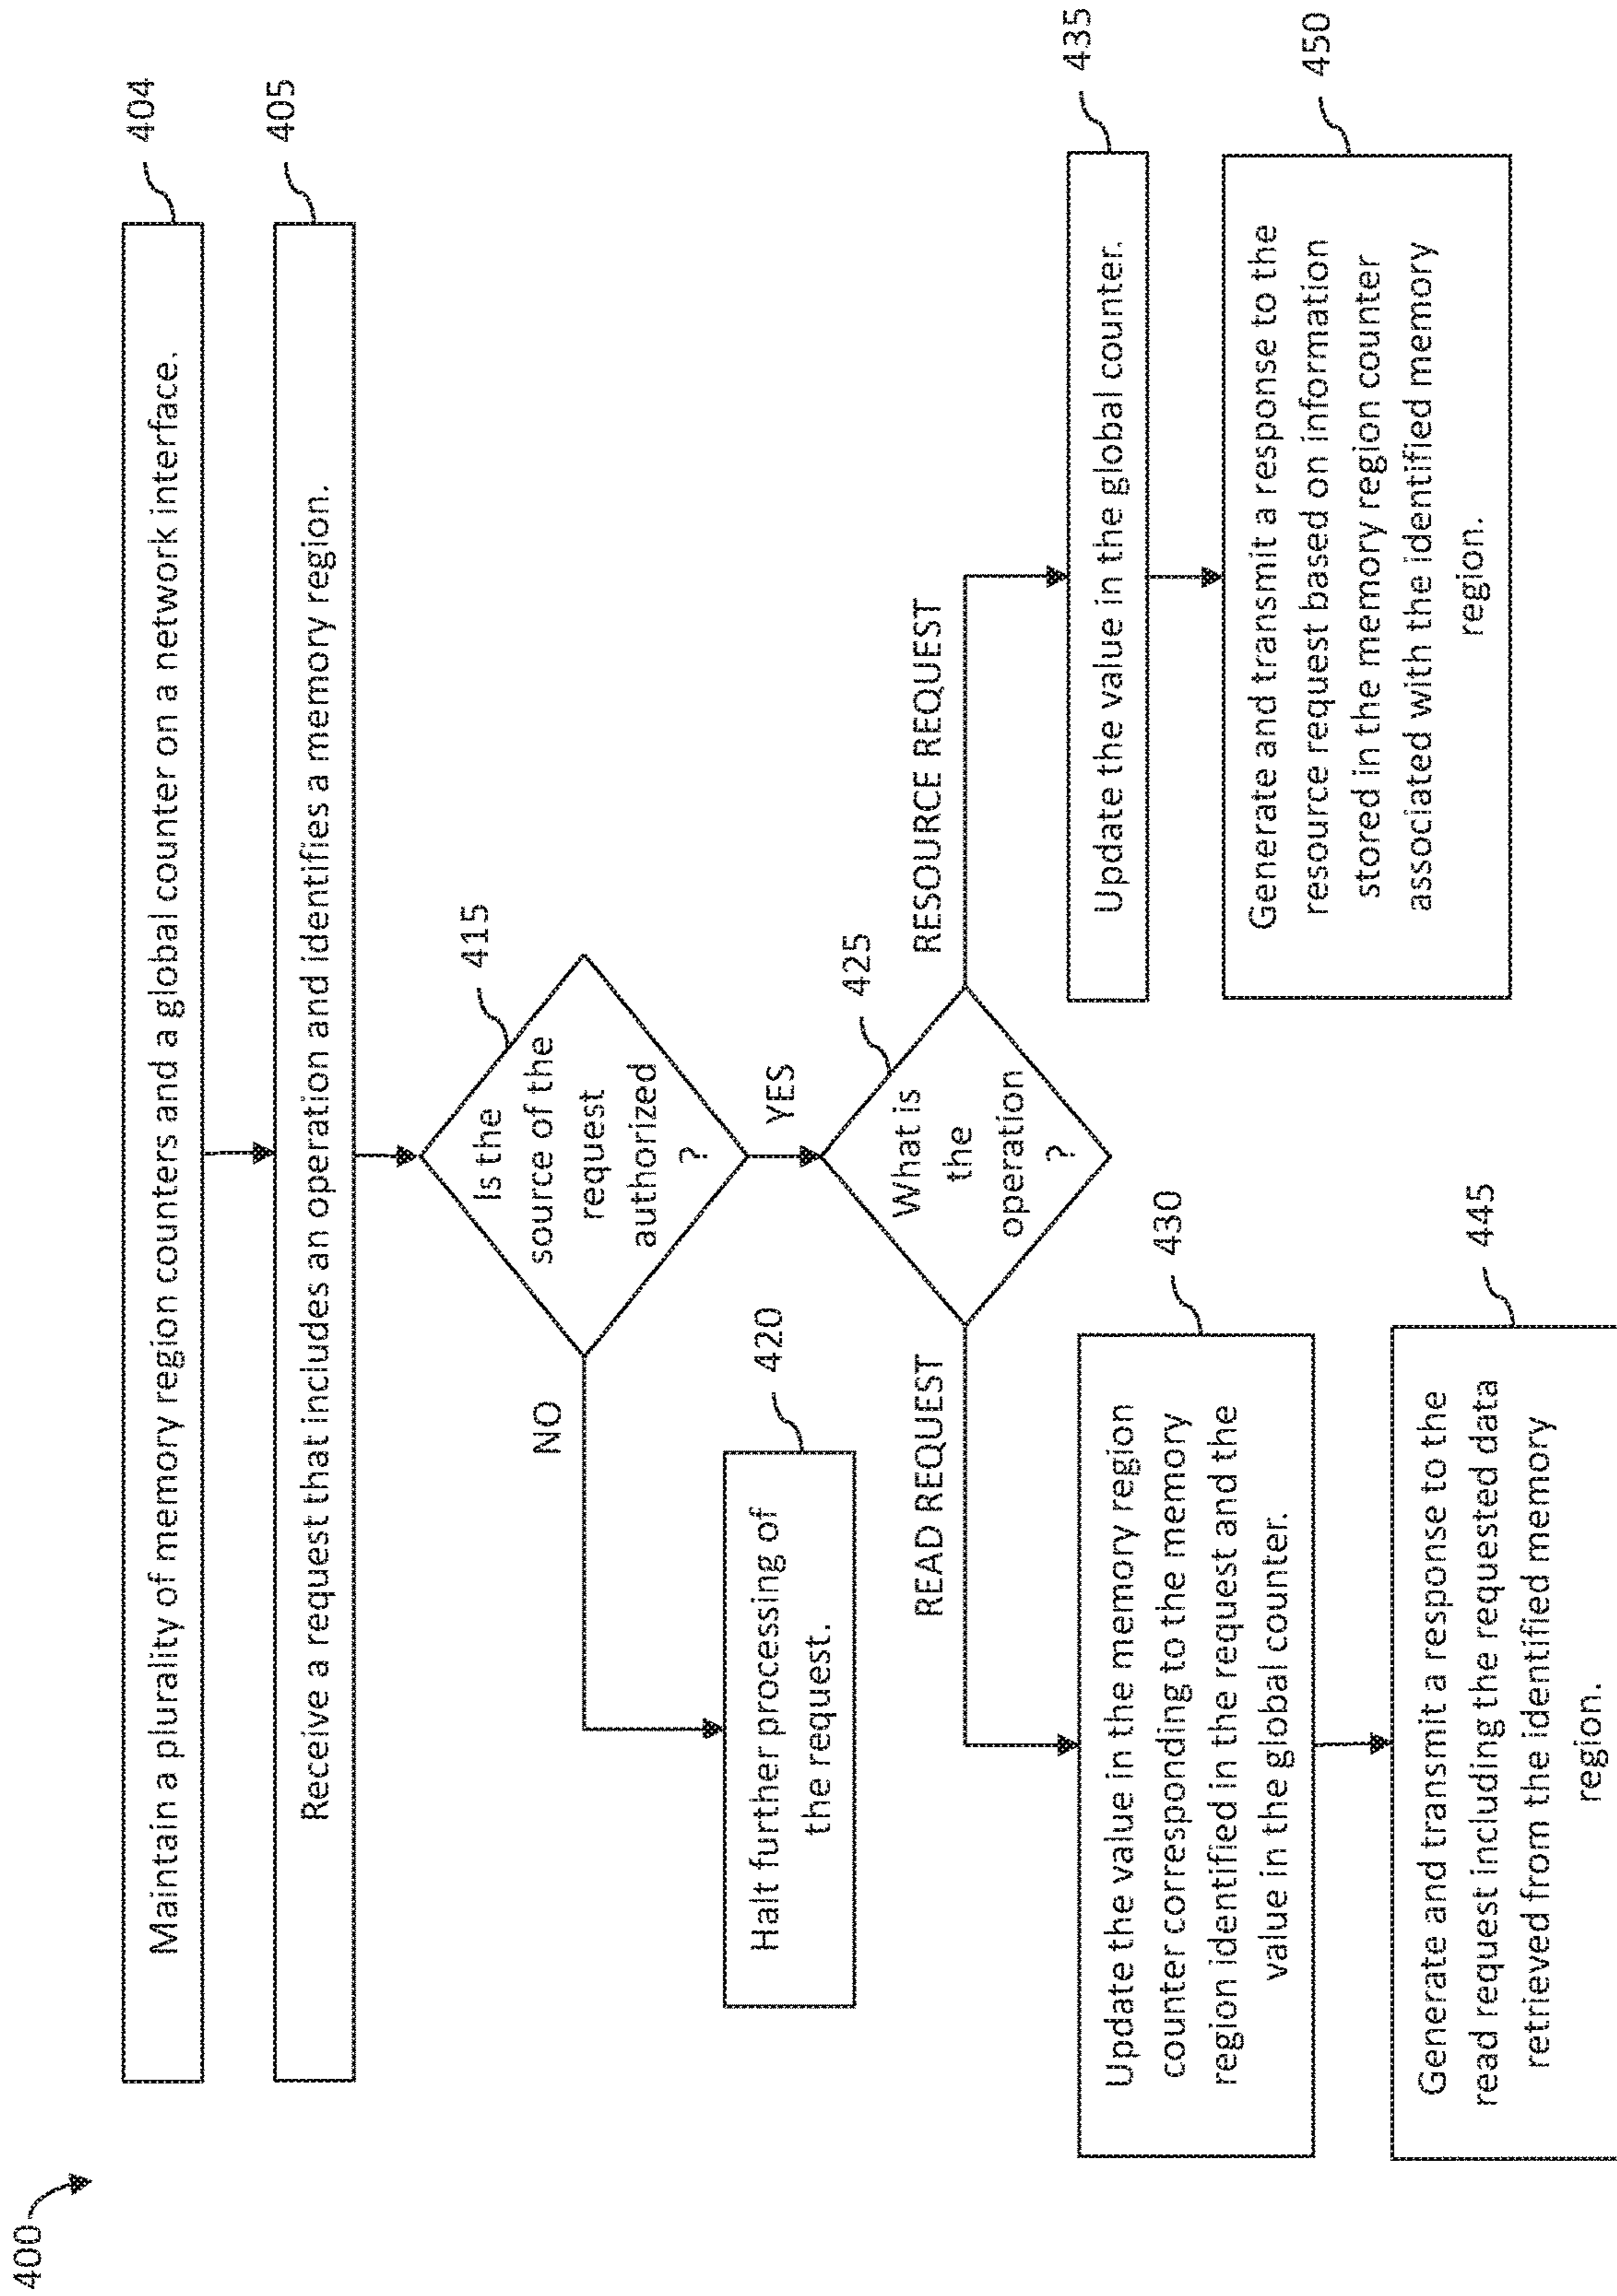 400
404
Maintain a plurality of memory region counters and a global counter on a network interface.
405
Receive a request that includes an operation and identifies a memory region.
415
Is the
source of the
request
authorized
?
NO
YES
420
Halt further processing of
the request.
425
What is
the
operation
?
READ REQUEST
RESOURCE REQUEST
430
Update the value in the memory region
counter corresponding to the memory
region identified in the request and the
value in the global counter.
435
Update the value in the global counter.
445
Generate and transmit a response to the
read request including the requested data
retrieved from the identified memory
region.
450
Generate and transmit a response to the
resource request based on information
stored in the memory region counter
associated with the identified memory
region.